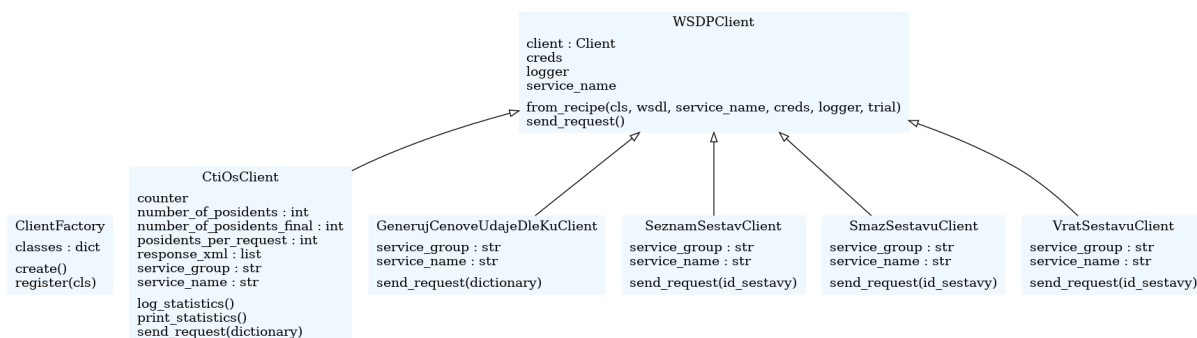 WSDPClient
client : Client
creds
logger
service_name
from_recipe(cls, wsdl, service_name, creds, logger, trial)
send_request()
ClientFactory
classes : dict
create()
register(cls)
CtiOsClient
counter
number_of_posidents : int
number_of_posidents_final : int
posidents_per_request : int
response_xml : list
service_group : str
service_name : str
log_statistics()
print_statistics()
send_request(dictionary)
GenerujCenoveUdajeDleKuClient
service_group : str
service_name : str
send_request(dictionary)
SeznamSestavClient
service_group : str
service_name : str
send_request(id_sestavy)
SmazSestavuClient
service_group : str
service_name : str
send_request(id_sestavy)
VratSestavuClient
service_group : str
service_name : str
send_request(id_sestavy)